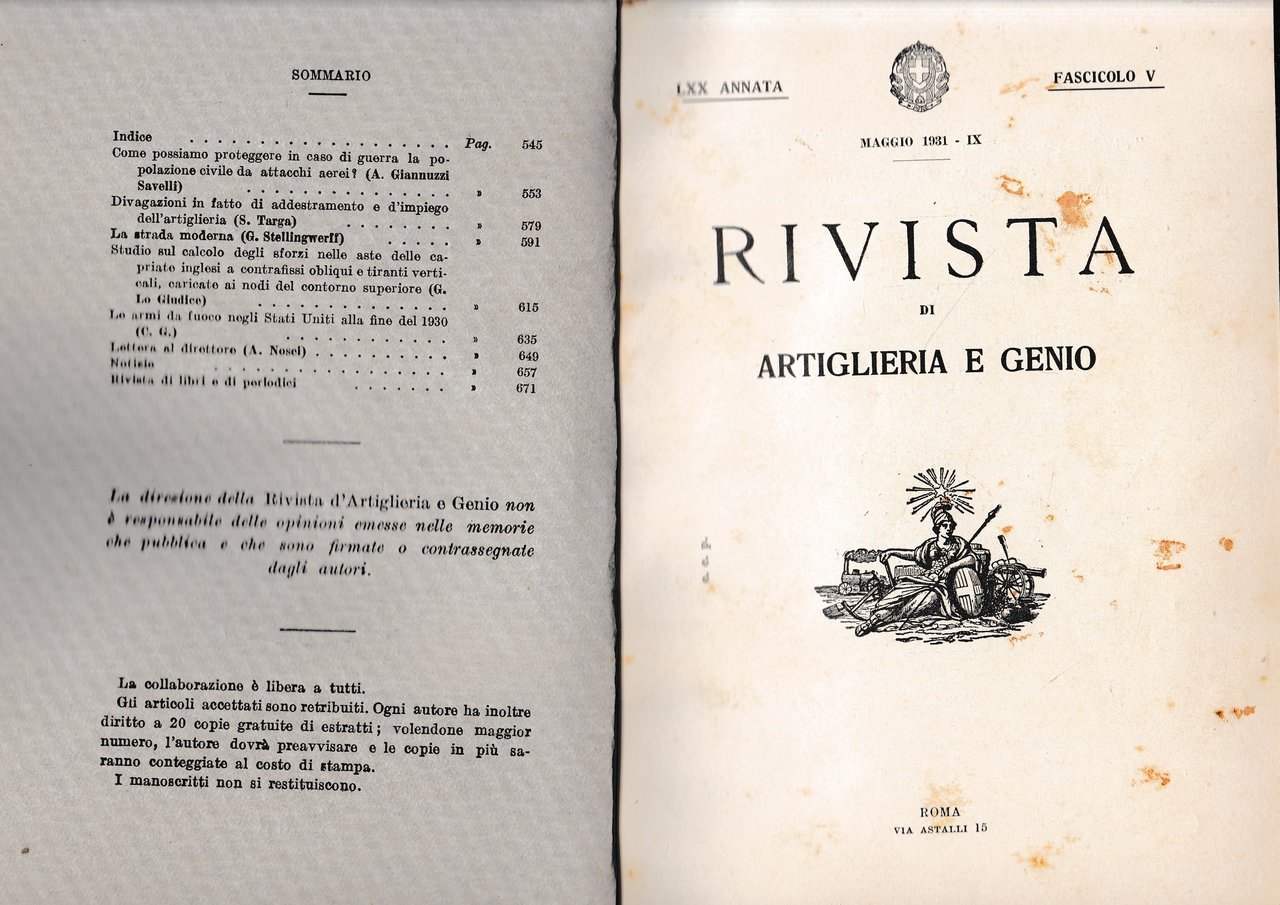 SOMMARIO
Indice . . . . . . . . . . . . . . . . . . . Pag. 545
Come possiamo proteggere in caso di guerra la po-
polazione civile da attacchi aerei? (A. Giannuzzi
Savelli) . . . . . . . . . . . . . . . » 553
Divagazioni in fatto di addestramento e d'impiego
dell'artiglieria (S. Targa) . . . . . . . . » 579
La strada moderna (G. Stellingwerff) . . . . . » 591
Studio sul calcolo degli sforzi nelle aste delle ca-
priate inglesi a contrafissi obliqui e tiranti verti-
cali, caricate ai nodi del contorno superiore (G.
Lo Giudice) . . . . . . . . . . . . . . » 615
Le armi da fuoco negli Stati Uniti alla fine del 1930
(C. G.) . . . . . . . . . . . . » 635
Lettera al direttore (A. Nosei) . . . . . . . . . . » 649
Notizie . . . . . . . . . . . . . . . . . » 657
Rivista di libri e di periodici . . . . . . . » 671
La direzione della Rivista d'Artiglieria e Genio non
è responsabile delle opinioni emesse nelle memorie
che pubblica e che sono firmate o contrassegnate
dagli autori.
La collaborazione è libera a tutti.
Gli articoli accettati sono retribuiti. Ogni autore ha inoltre
diritto a 20 copie gratuite di estratti; volendone maggior
numero, l'autore dovrà preavvisare e le copie in più sa-
ranno conteggiate al costo di stampa.
I manoscritti non si restituiscono.
LXX ANNATA
FASCICOLO V
MAGGIO 1931 - IX
RIVISTA
DI
ARTIGLIERIA E GENIO
ROMA
VIA ASTALLI 15